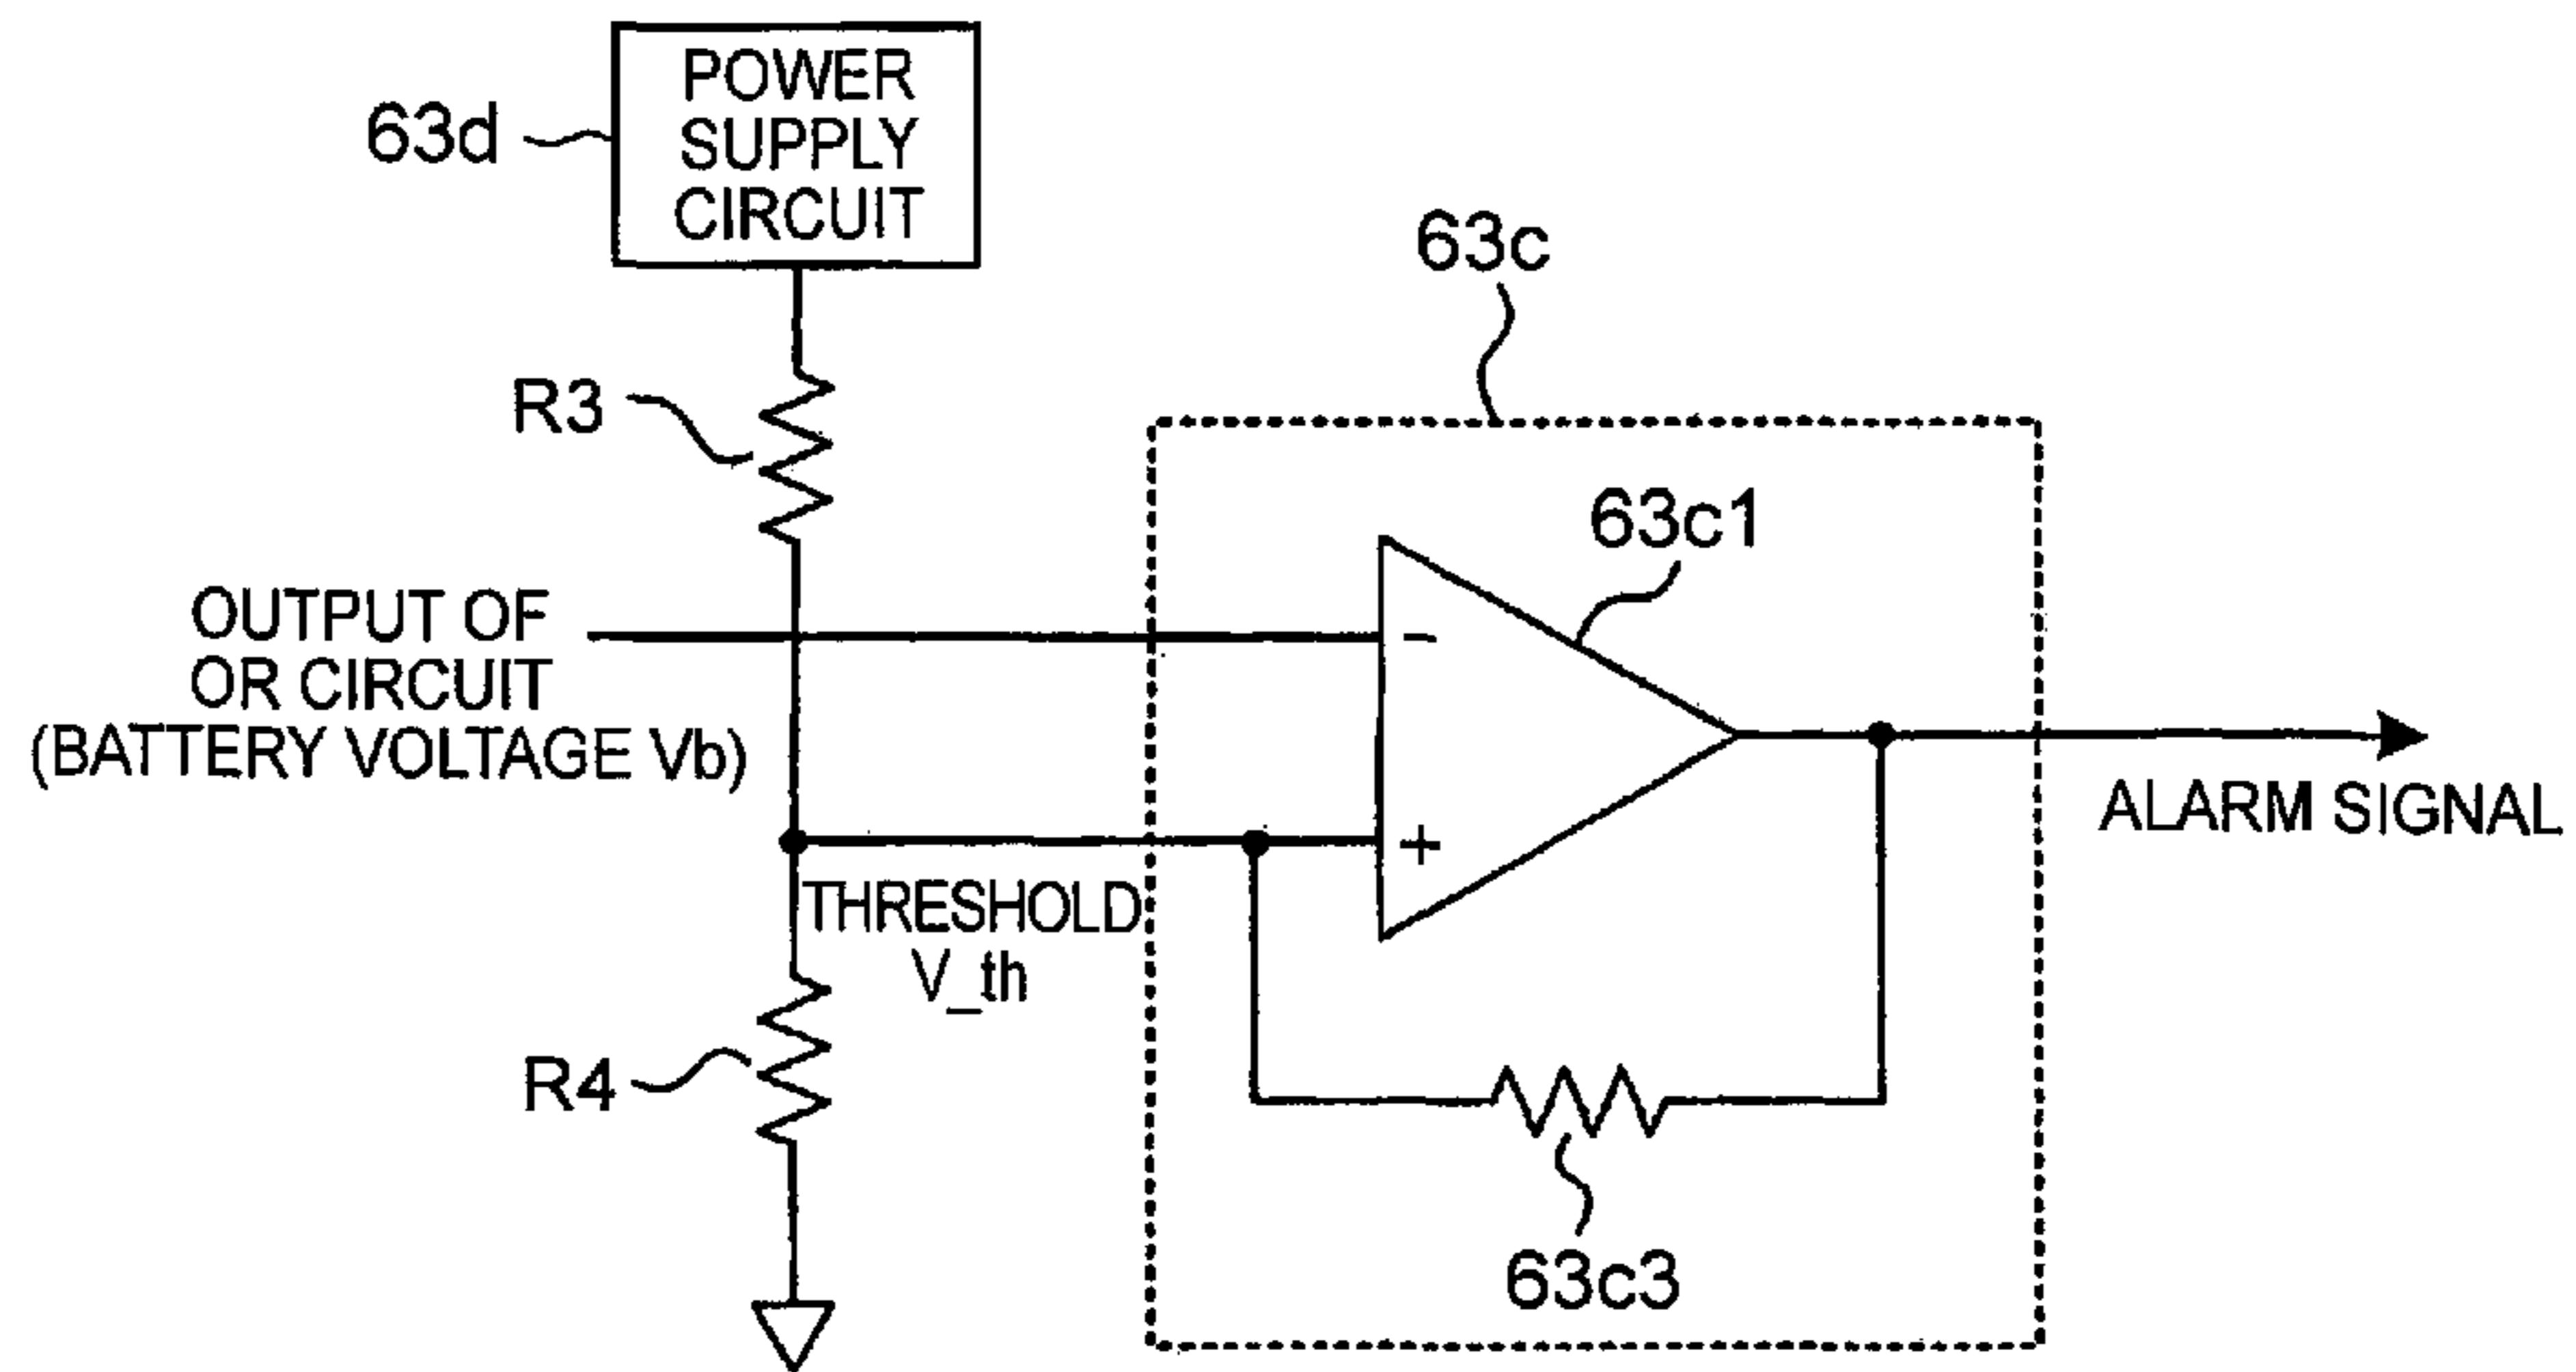 POWER
SUPPLY
CIRCUIT
63d
63c
R3
63c1
OUTPUT OF
OR CIRCUIT
(BATTERY VOLTAGE Vb)
-
+
ALARM SIGNAL
THRESHOLD
V_th
R4
63c3